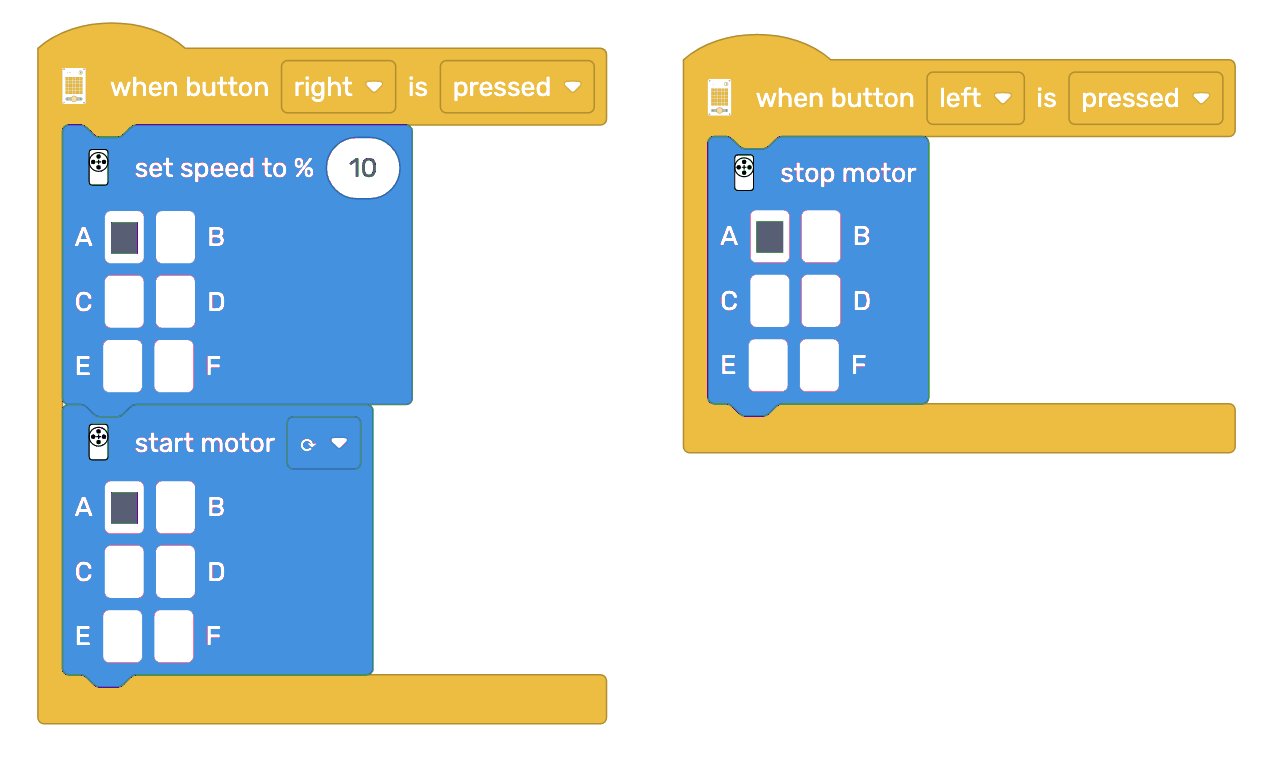 when button right is pressed
set speed to % 10
A B
C D
E F
start motor ⟳
A B
C D
E F
when button left is pressed
stop motor
A B
C D
E F